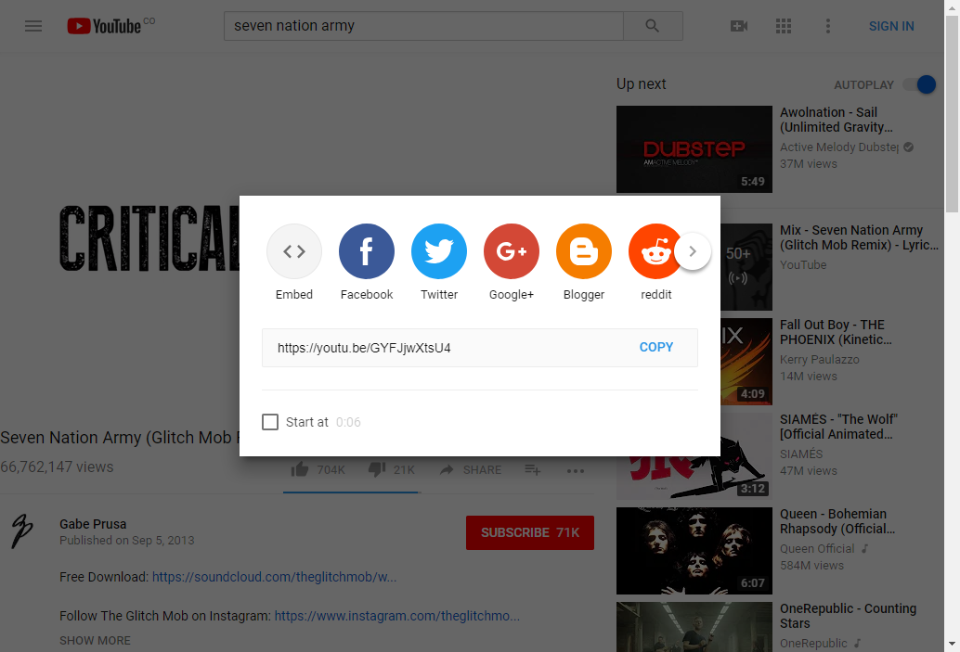 YouTube CO
seven nation army
SIGN IN
Up next
AUTOPLAY
CRITICAL
Embed
Facebook
Twitter
Google+
Blogger
reddit
https://youtu.be/GYFJjwXtsU4
COPY
Start at 0:06
Seven Nation Army (Glitch Mob
66,762,147 views
704K
21K
SHARE
Gabe Prusa
Published on Sep 5, 2013
SUBSCRIBE 71K
Free Download: https://soundcloud.com/theglitchmob/w...
Follow The Glitch Mob on Instagram: https://www.instagram.com/theglitchmo...
SHOW MORE
DUBSTEP
5:49
Awolnation - Sail
(Unlimited Gravity...
Active Melody Dubstep
37M views
50+
Mix - Seven Nation Army
(Glitch Mob Remix) - Lyric...
YouTube
IX
4:09
Fall Out Boy - THE
PHOENIX (Kinetic...
Kerry Paulazzo
14M views
3:12
SIAMÉS - "The Wolf"
[Official Animated...
SIAMÉS
47M views
6:07
Queen - Bohemian
Rhapsody (Official...
Queen Official
584M views
OneRepublic - Counting
Stars
OneRepublic